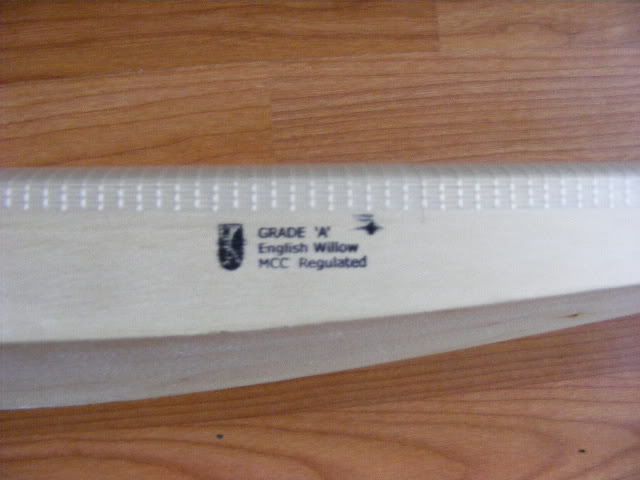 GRADE 'A'
English Willow
MCC Regulated